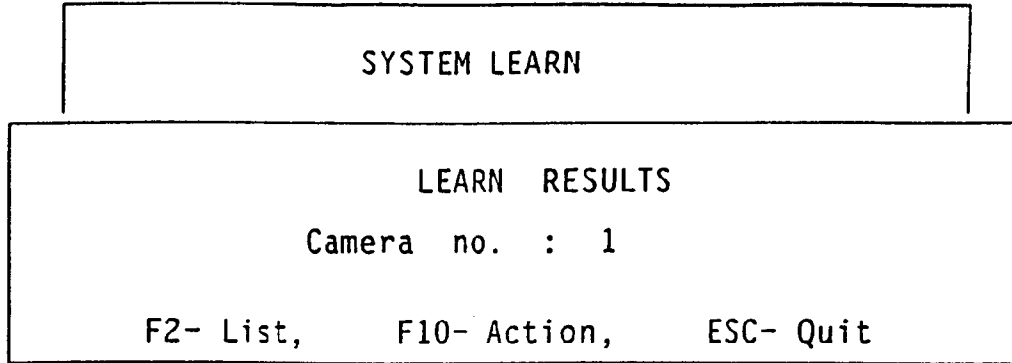 SYSTEM LEARN
LEARN RESULTS
Camera no. : 1
F2- List, F10- Action, ESC- Quit